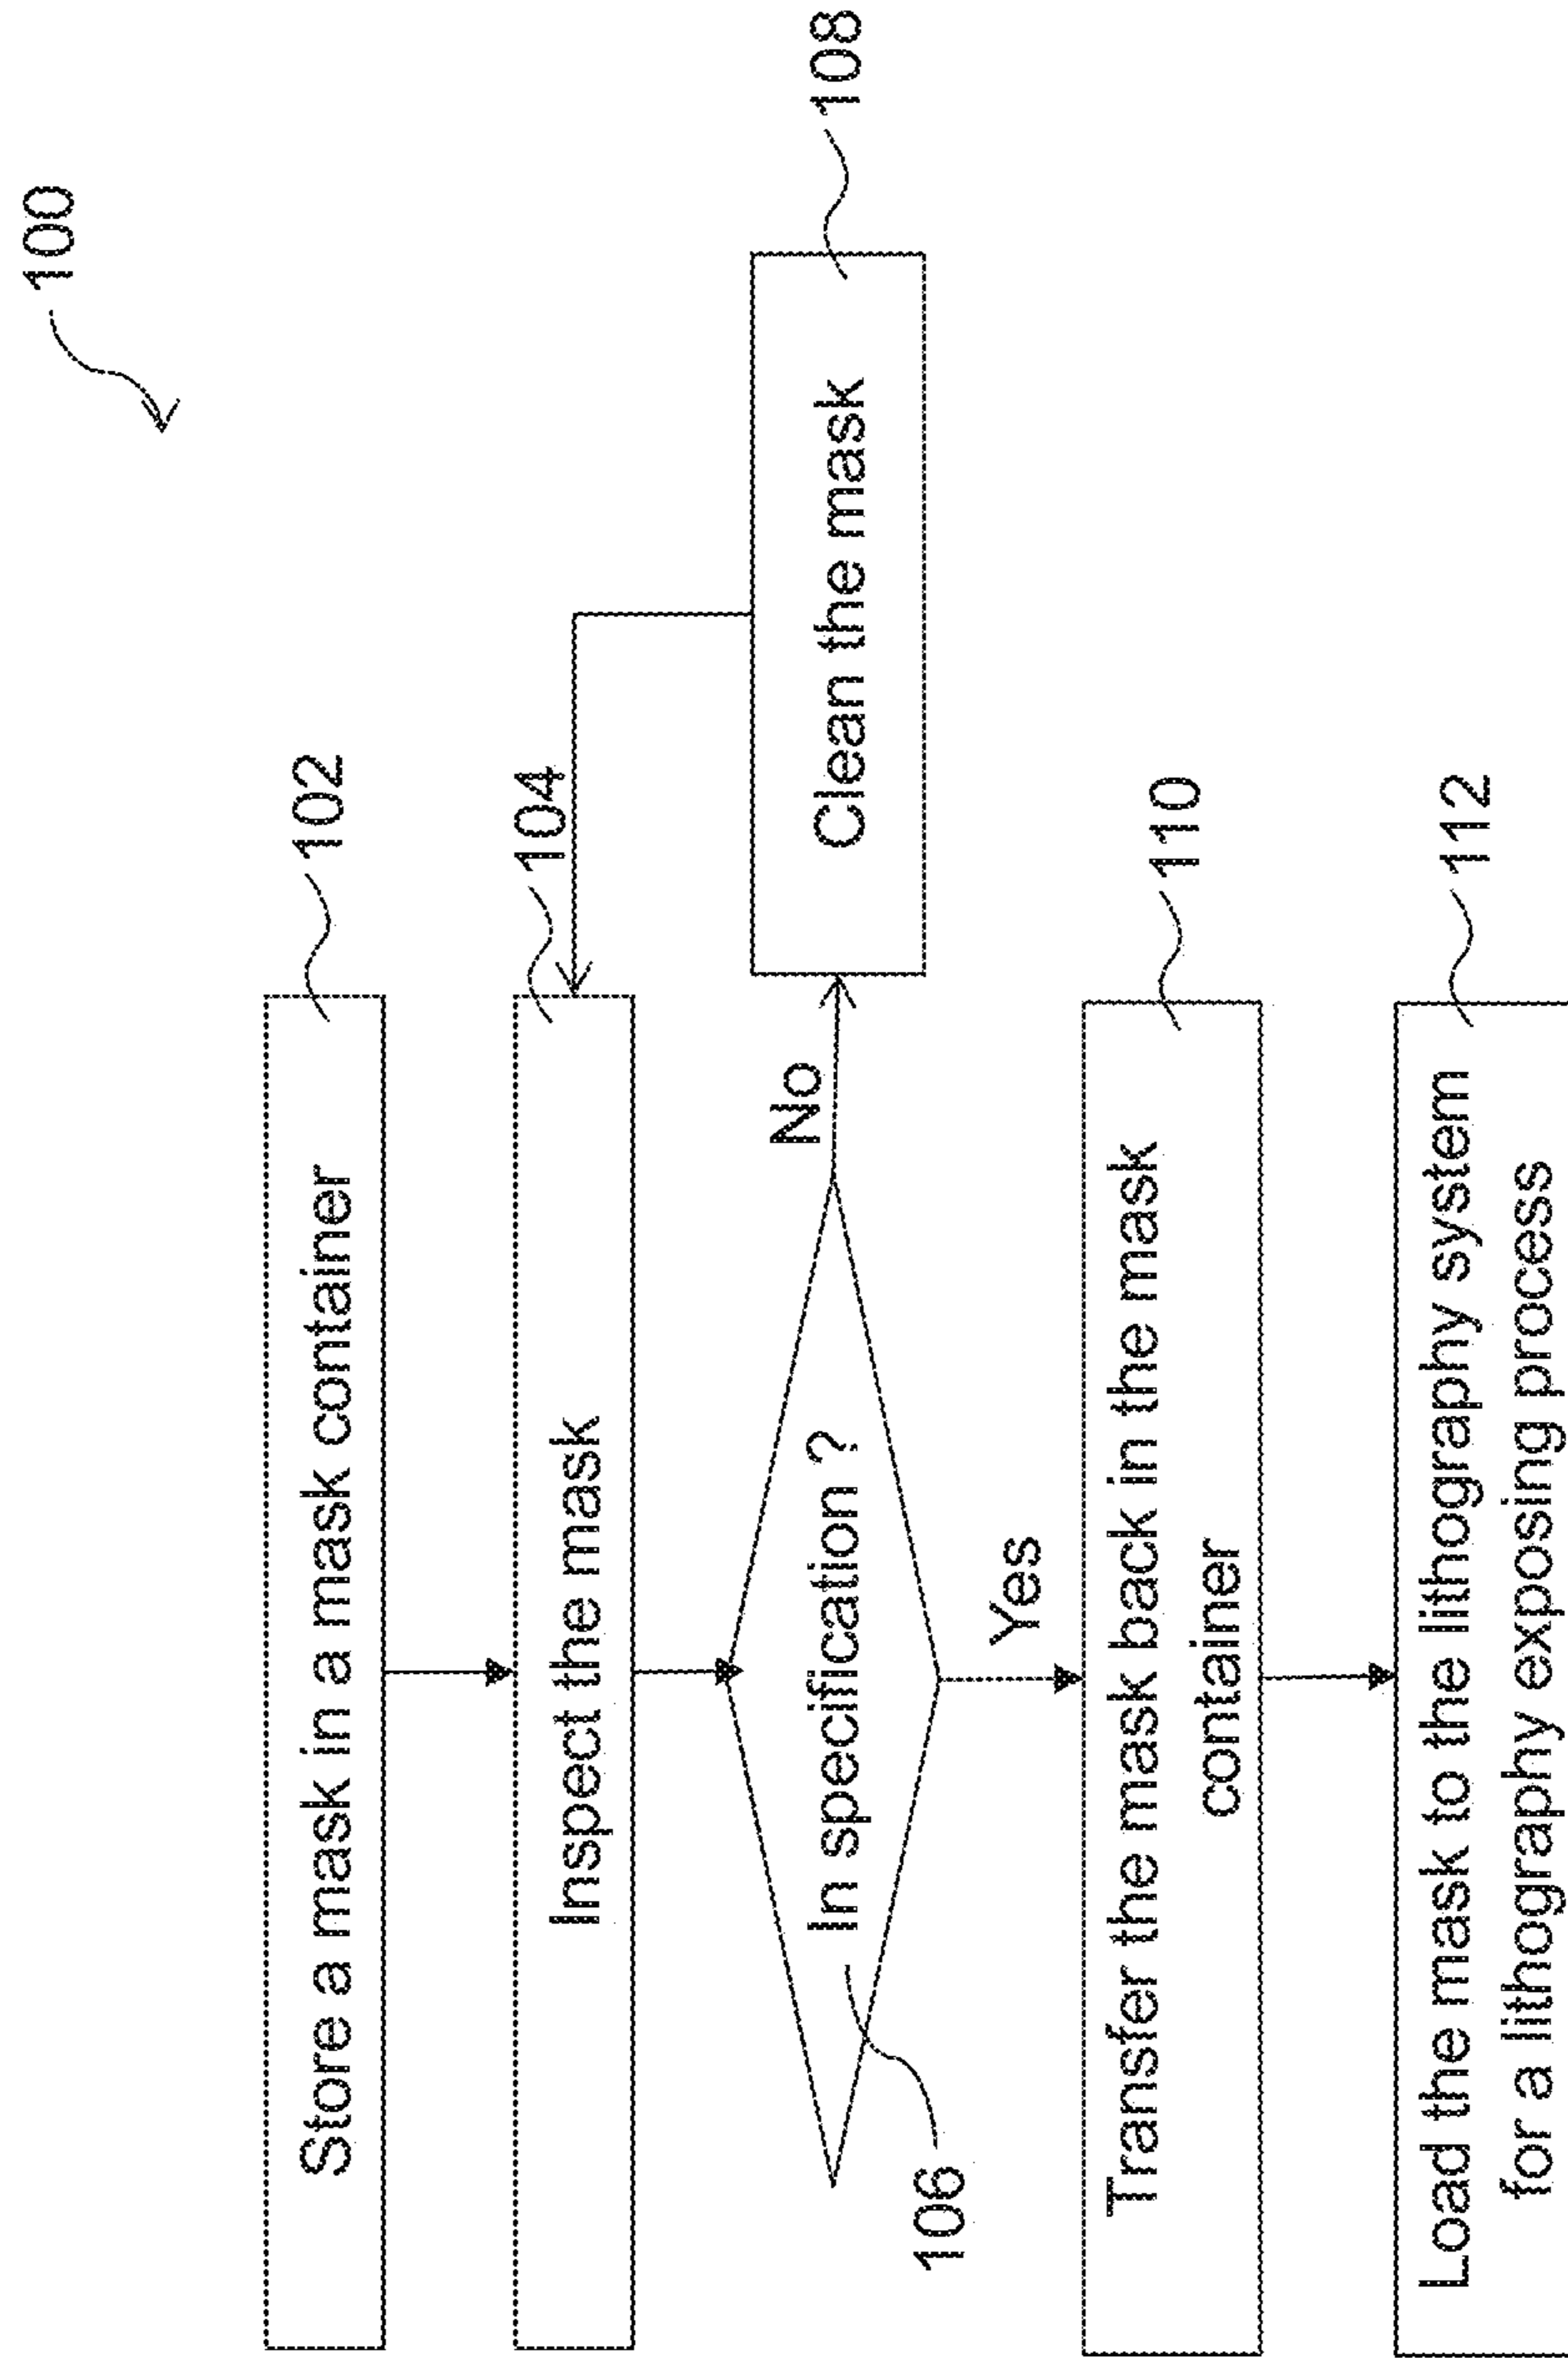 100
Store a mask in a mask container
102
Inspect the mask
104
In specification ?
106
No
Clean the mask
108
Yes
Transfer the mask back in the mask
container
110
Load the mask to the lithography system
for a lithography exposing process
112